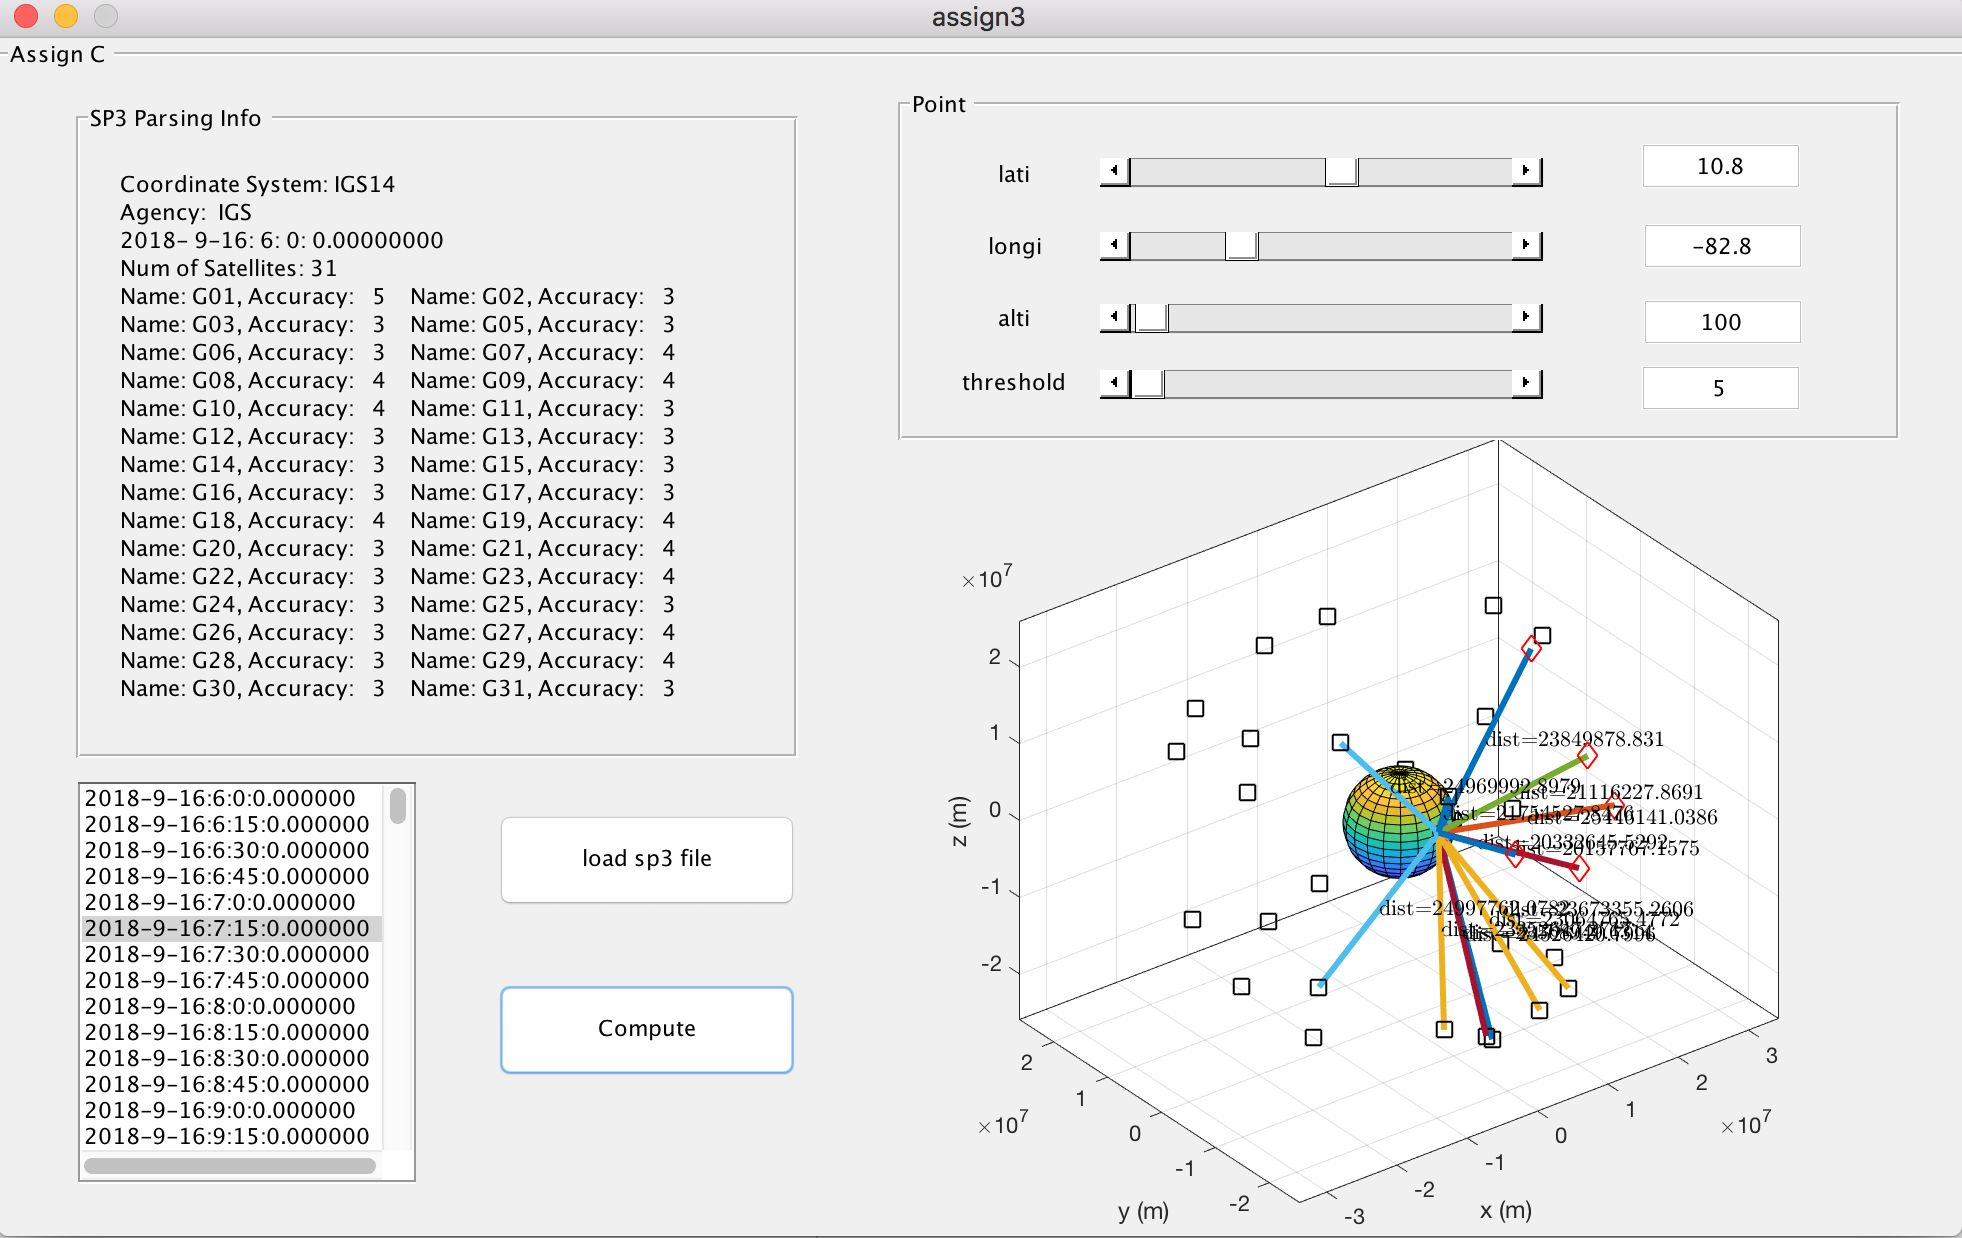 assign3
Assign C
SP3 Parsing Info
Coordinate System: IGS14
Agency:  IGS
2018- 9-16: 6: 0: 0.00000000
Num of Satellites: 31
Name: G01, Accuracy:   5   Name: G02, Accuracy:   3
Name: G03, Accuracy:   3   Name: G05, Accuracy:   3
Name: G06, Accuracy:   3   Name: G07, Accuracy:   4
Name: G08, Accuracy:   4   Name: G09, Accuracy:   4
Name: G10, Accuracy:   4   Name: G11, Accuracy:   3
Name: G12, Accuracy:   3   Name: G13, Accuracy:   3
Name: G14, Accuracy:   3   Name: G15, Accuracy:   3
Name: G16, Accuracy:   3   Name: G17, Accuracy:   3
Name: G18, Accuracy:   4   Name: G19, Accuracy:   4
Name: G20, Accuracy:   3   Name: G21, Accuracy:   4
Name: G22, Accuracy:   3   Name: G23, Accuracy:   4
Name: G24, Accuracy:   3   Name: G25, Accuracy:   3
Name: G26, Accuracy:   3   Name: G27, Accuracy:   4
Name: G28, Accuracy:   3   Name: G29, Accuracy:   4
Name: G30, Accuracy:   3   Name: G31, Accuracy:   3
2018-9-16:6:0:0.000000
2018-9-16:6:15:0.000000
2018-9-16:6:30:0.000000
2018-9-16:6:45:0.000000
2018-9-16:7:0:0.000000
2018-9-16:7:15:0.000000
2018-9-16:7:30:0.000000
2018-9-16:7:45:0.000000
2018-9-16:8:0:0.000000
2018-9-16:8:15:0.000000
2018-9-16:8:30:0.000000
2018-9-16:8:45:0.000000
2018-9-16:9:0:0.000000
2018-9-16:9:15:0.000000
load sp3 file
Compute
Point
lati
10.8
longi
-82.8
alti
100
threshold
5
×10⁷
2
1
0
-1
-2
z (m)
dist=23849878.831
dist=24969992.8979
dist=21116227.8691
dist=25446141.0386
dist=20332645.5292
dist=20157767.1575
dist=23673355.2606
dist=23064765.4772
2
1
0
-1
-2
×10⁷
y (m)
-3
-2
-1
0
1
2
3
×10⁷
x (m)